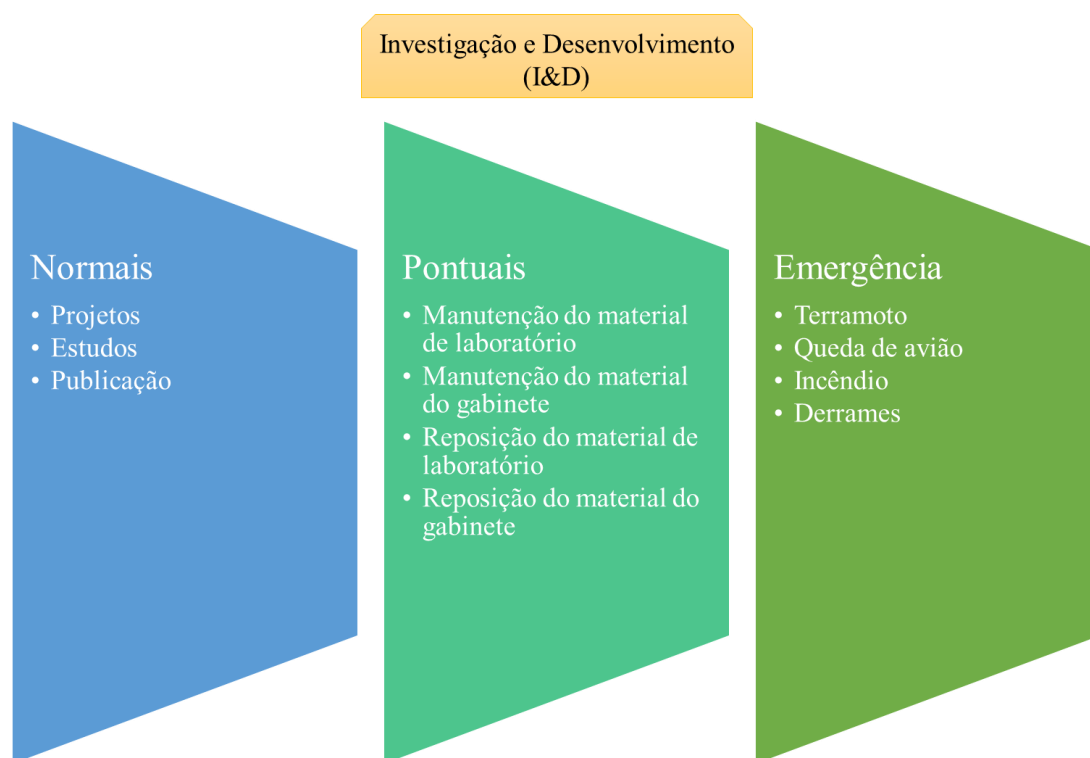 Investigação e Desenvolvimento
(I&D)
Normais
• Projetos
• Estudos
• Publicação
Pontuais
• Manutenção do material
de laboratório
• Manutenção do material
do gabinete
• Reposição do material de
laboratório
• Reposição do material do
gabinete
Emergência
• Terramoto
• Queda de avião
• Incêndio
• Derrames